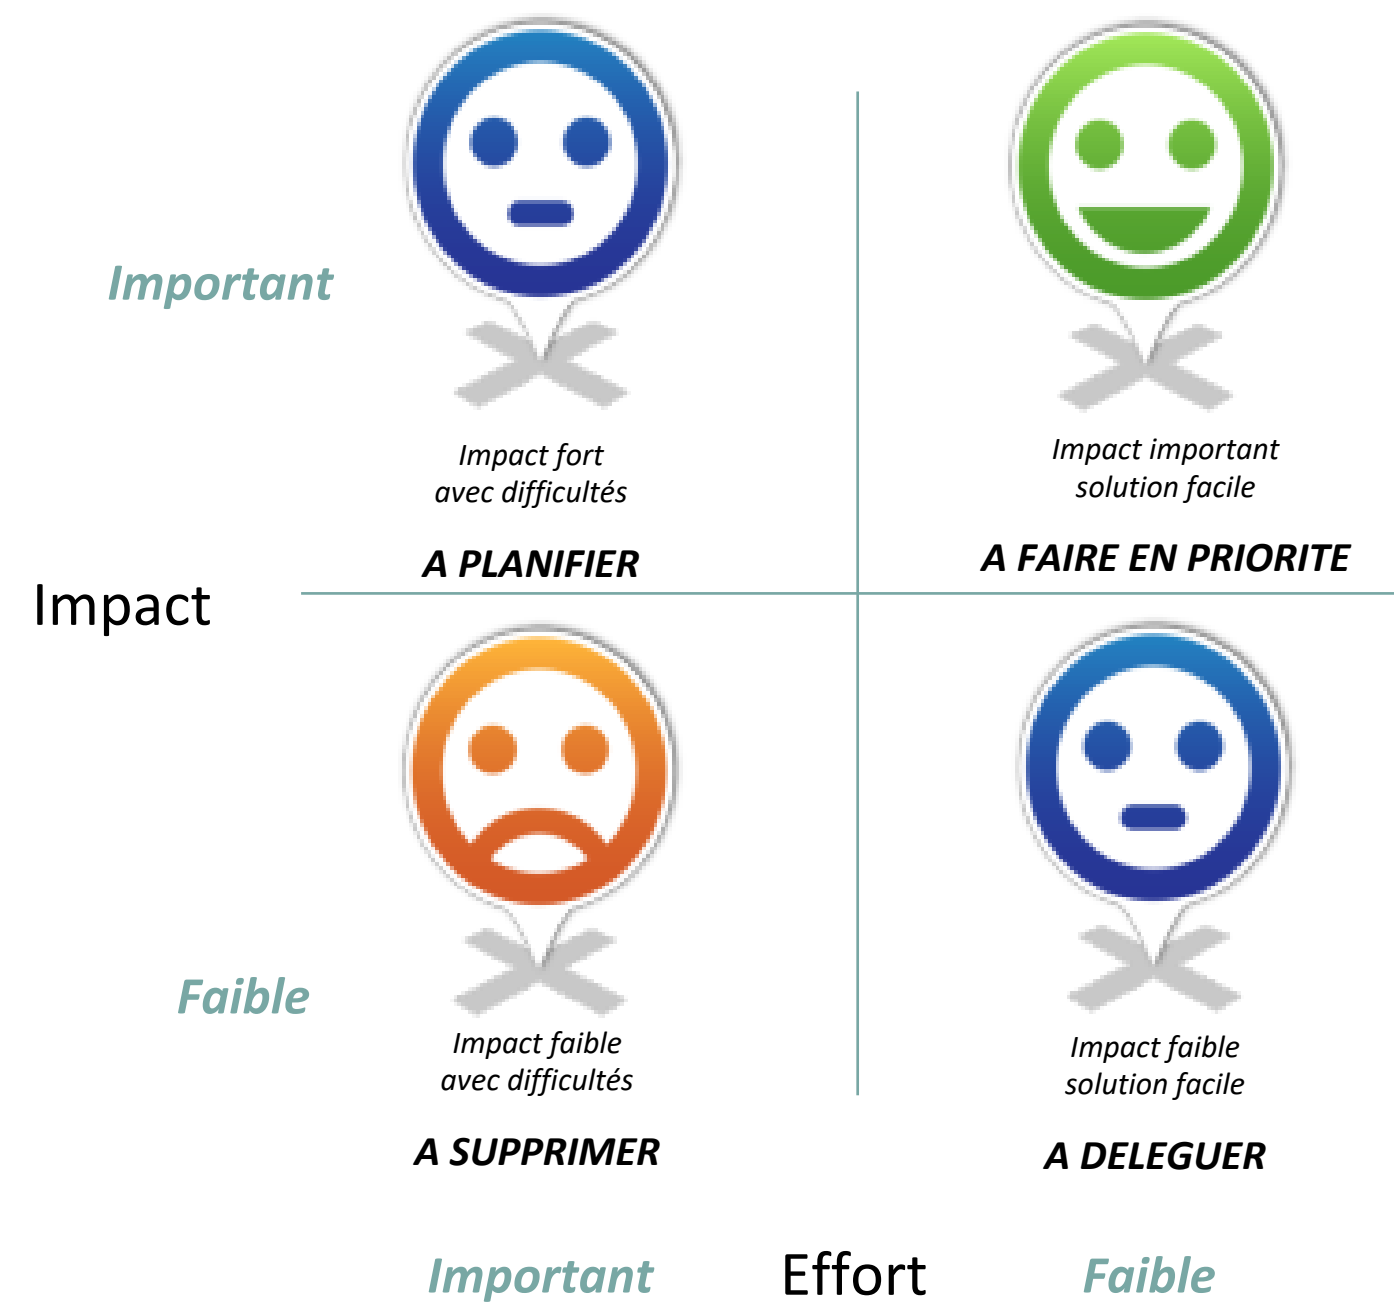 Important
Impact fort
avec difficultés
A PLANIFIER
Impact important
solution facile
A FAIRE EN PRIORITE
Impact
Faible
Impact faible
avec difficultés
A SUPPRIMER
Impact faible
solution facile
A DELEGUER
Important
Effort
Faible